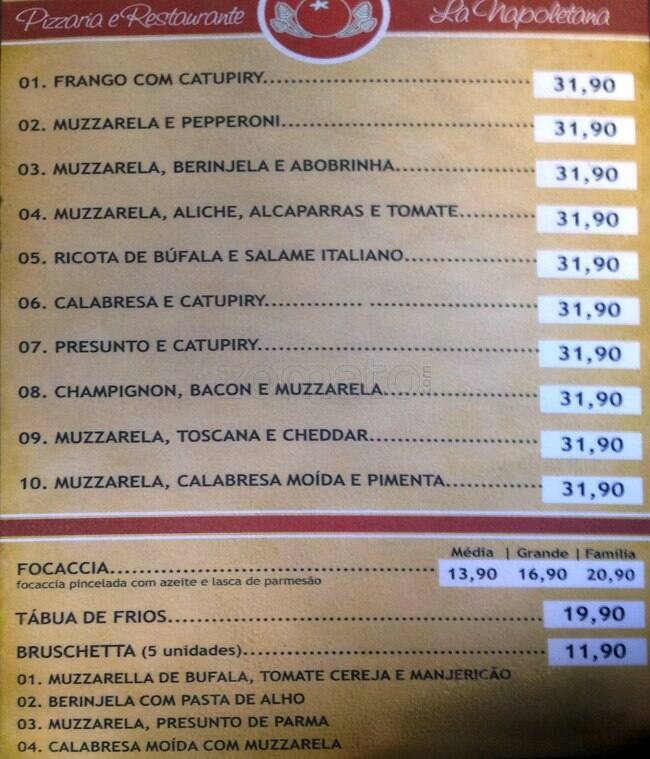 Pizzaria e Restaurante La Napoletana
01. FRANGO COM CATUPIRY 31,90
02. MUZZARELA E PEPPERONI 31,90
03. MUZZARELA, BERINJELA E ABOBRINHA 31,90
04. MUZZARELA, ALICHE, ALCAPARRAS E TOMATE 31,90
05. RICOTA DE BÚFALA E SALAME ITALIANO 31,90
06. CALABRESA E CATUPIRY 31,90
07. PRESUNTO E CATUPIRY 31,90
zomato.com
08. CHAMPIGNON, BACON E MUZZARELA 31,90
09. MUZZARELA, TOSCANA E CHEDDAR 31,90
10. MUZZARELA, CALABRESA MOÍDA E PIMENTA 31,90
Média | Grande | Família
FOCACCIA 13,90 16,90 20,90
focaccia pincelada com azeite e lasca de parmesão
TÁBUA DE FRIOS 19,90
BRUSCHETTA (5 unidades) 11,90
01. MUZZARELLA DE BUFALA, TOMATE CEREJA E MANJERICÃO
02. BERINJELA COM PASTA DE ALHO
03. MUZZARELA, PRESUNTO DE PARMA
04. CALABRESA MOÍDA COM MUZZARELA